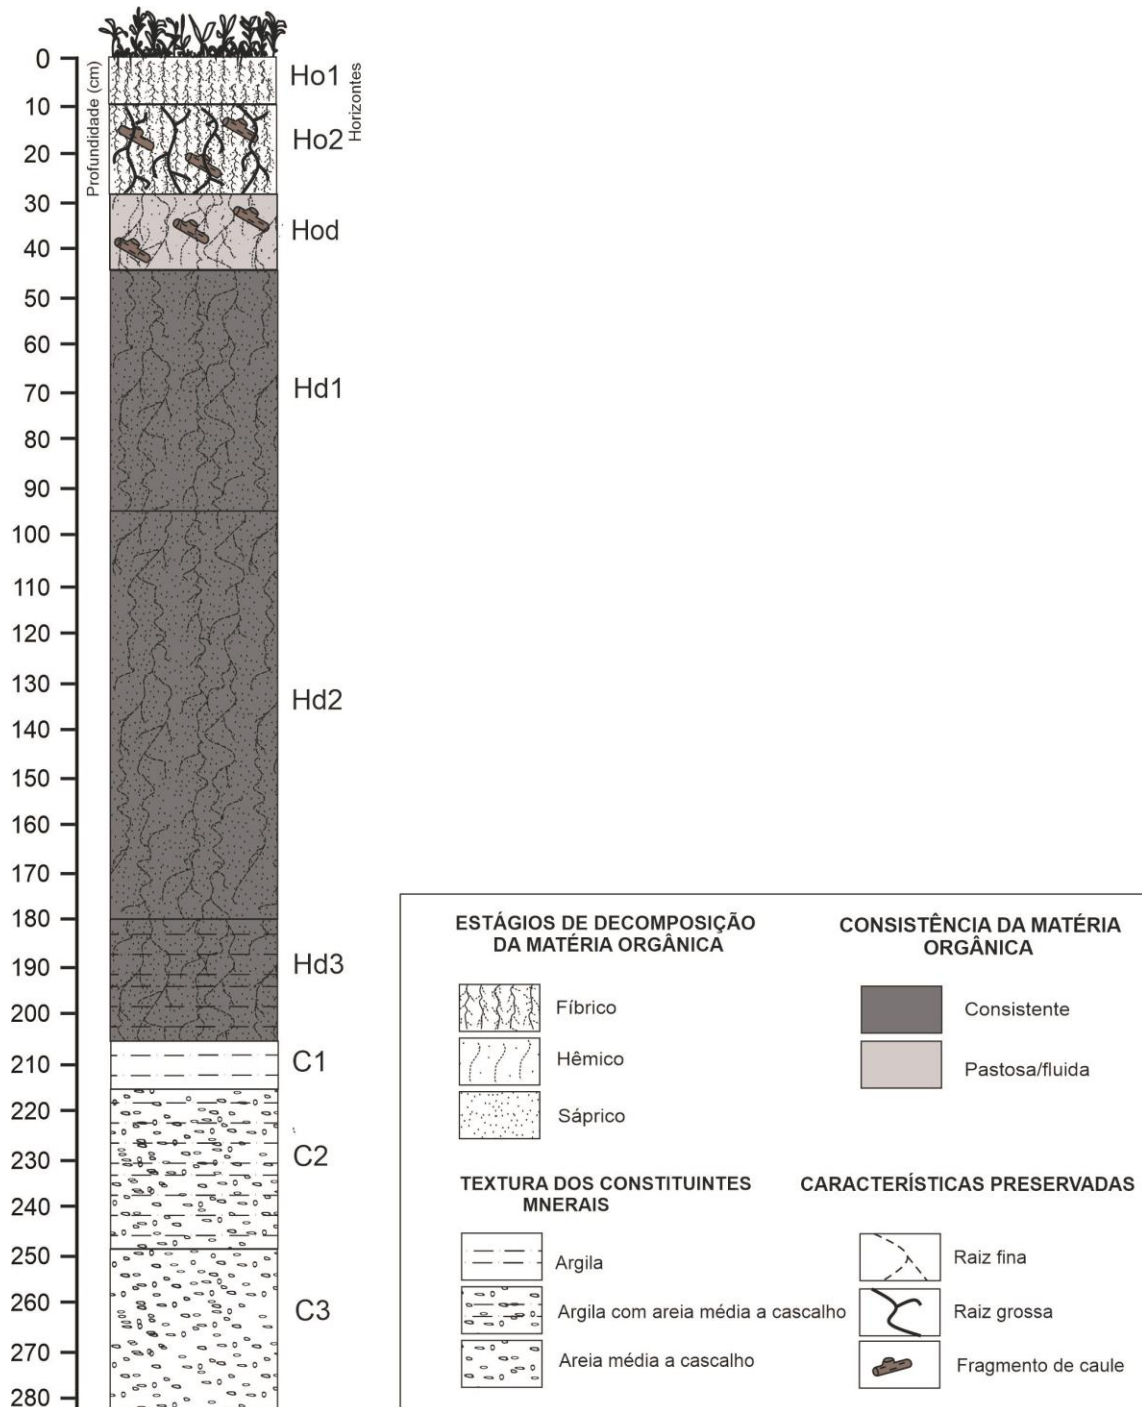 Profundidade (cm)
Horizontes
0
10
20
30
40
50
60
70
80
90
100
110
120
130
140
150
160
170
180
190
200
210
220
230
240
250
260
270
280
Ho1
Ho2
Hod
Hd1
Hd2
Hd3
C1
C2
C3
ESTÁGIOS DE DECOMPOSIÇÃO
DA MATÉRIA ORGÂNICA
Fíbrico
Hêmico
Sáprico
CONSISTÊNCIA DA MATÉRIA
ORGÂNICA
Consistente
Pastosa/fluida
TEXTURA DOS CONSTITUINTES
MNERAIS
Argila
Argila com areia média a cascalho
Areia média a cascalho
CARACTERÍSTICAS PRESERVADAS
Raiz fina
Raiz grossa
Fragmento de caule